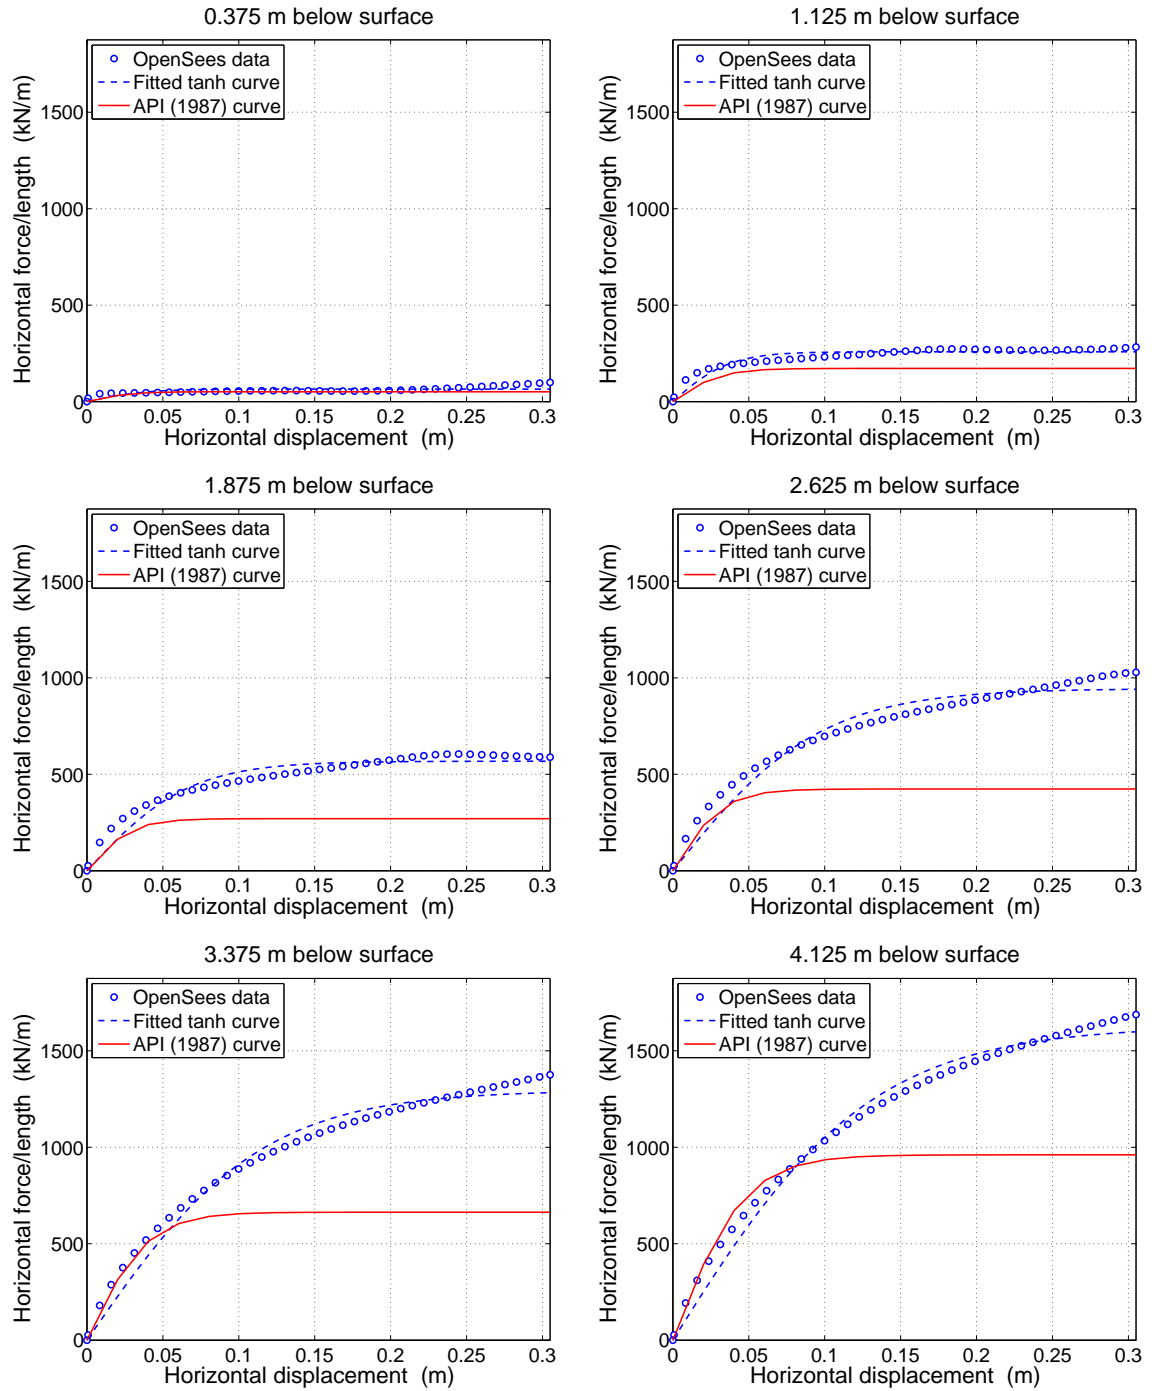 0.375 m below surface
OpenSees data
Fitted tanh curve
API (1987) curve
1500
1000
500
0
0 0.05 0.1 0.15 0.2 0.25 0.3
Horizontal displacement (m)
Horizontal force/length (kN/m)
1.125 m below surface
OpenSees data
Fitted tanh curve
API (1987) curve
1500
1000
500
0
0 0.05 0.1 0.15 0.2 0.25 0.3
Horizontal displacement (m)
Horizontal force/length (kN/m)
1.875 m below surface
OpenSees data
Fitted tanh curve
API (1987) curve
1500
1000
500
0
0 0.05 0.1 0.15 0.2 0.25 0.3
Horizontal displacement (m)
Horizontal force/length (kN/m)
2.625 m below surface
OpenSees data
Fitted tanh curve
API (1987) curve
1500
1000
500
0
0 0.05 0.1 0.15 0.2 0.25 0.3
Horizontal displacement (m)
Horizontal force/length (kN/m)
3.375 m below surface
OpenSees data
Fitted tanh curve
API (1987) curve
1500
1000
500
0
0 0.05 0.1 0.15 0.2 0.25 0.3
Horizontal displacement (m)
Horizontal force/length (kN/m)
4.125 m below surface
OpenSees data
Fitted tanh curve
API (1987) curve
1500
1000
500
0
0 0.05 0.1 0.15 0.2 0.25 0.3
Horizontal displacement (m)
Horizontal force/length (kN/m)